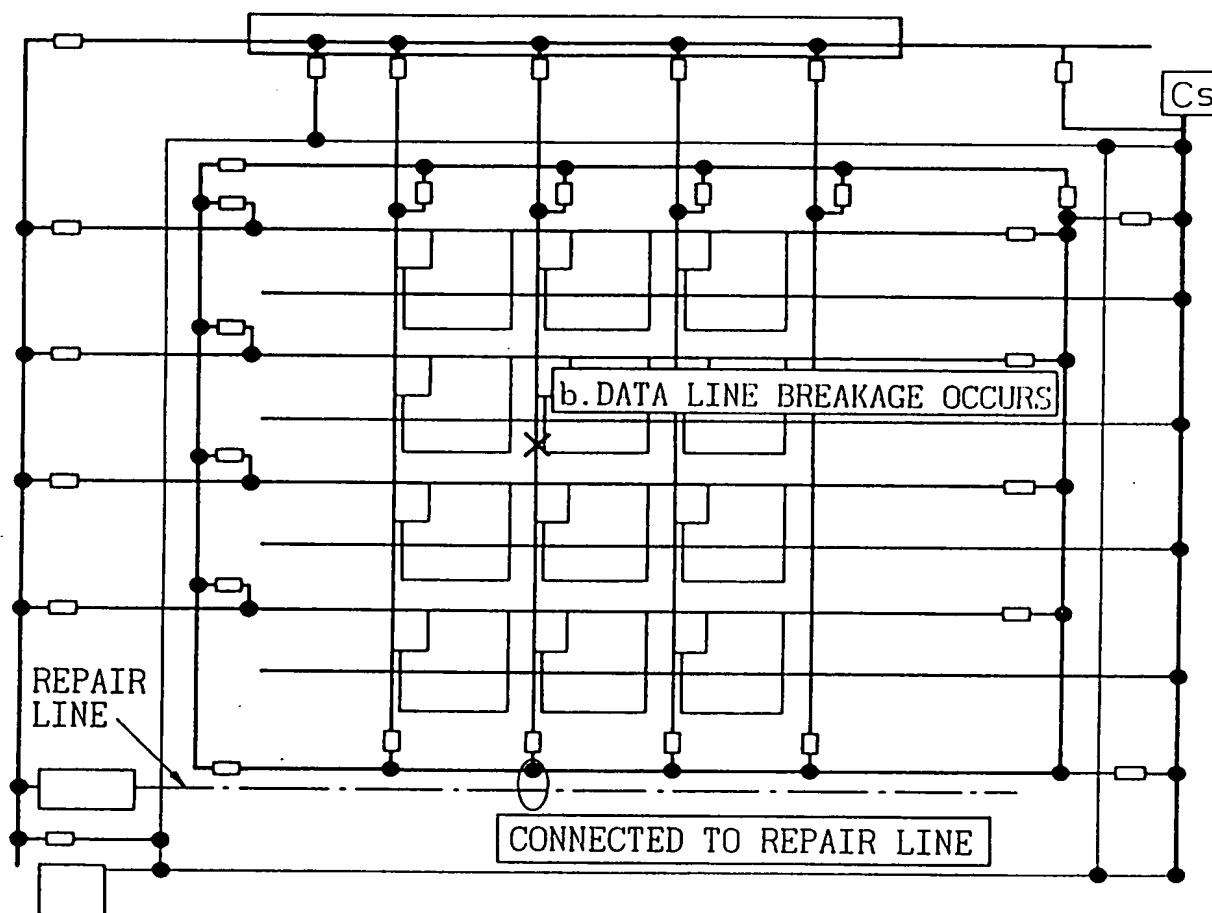 Cs
b.DATA LINE BREAKAGE OCCURS
REPAIR
LINE
CONNECTED TO REPAIR LINE